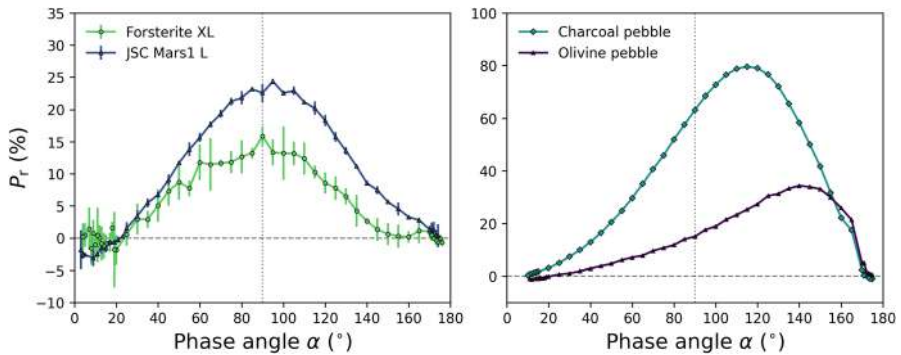 Forsterite XL
JSC Mars1 L
35
30
25
20
15
10
5
0
−5
−10
0 20 40 60 80 100 120 140 160 180
Pr (%)
Phase angle α (°)
Charcoal pebble
Olivine pebble
100
80
60
40
20
0
0 20 40 60 80 100 120 140 160 180
Phase angle α (°)